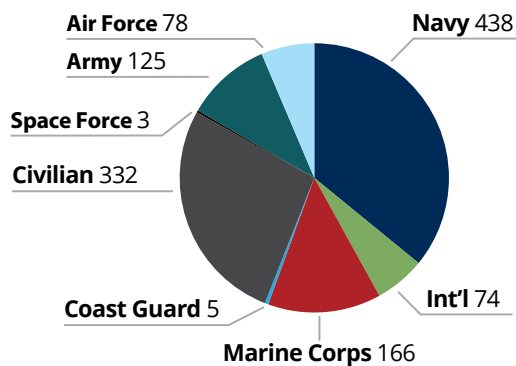 Air Force 78
Navy 438
Army 125
Space Force 3
Civilian 332
Coast Guard 5
Int'l 74
Marine Corps 166